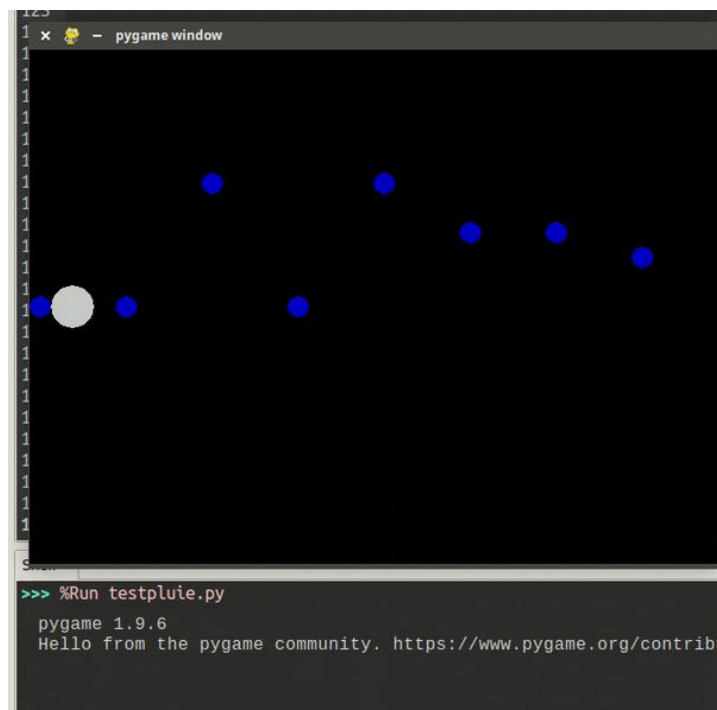 125
pygame window
>>> %Run testpluie.py
pygame 1.9.6
Hello from the pygame community. https://www.pygame.org/contrib